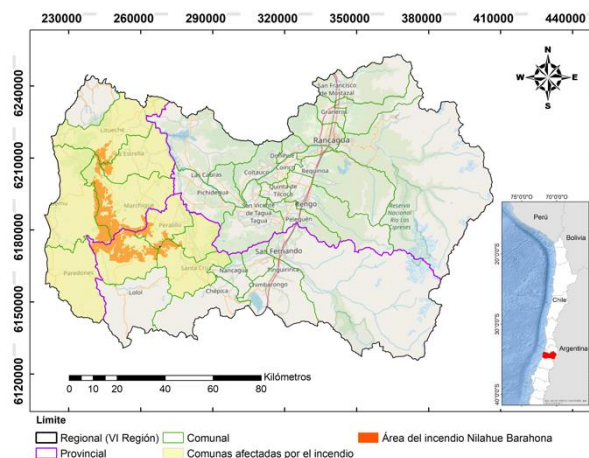 230000 260000 290000 320000 350000 380000 410000 440000
6240000
6210000
6180000
6150000
6120000
N
W E
S
San Francisco
de Mostazal
Graneros
Rancagua
Litueche
La Estrella
Las Cabras
Doñihue
Coltauco
Coinco
Requinoa
Pichidegua
Quinta de
Tilcoco
Marchigüe
San Vicente
de Tagua
Tagua
Rengo
Reserva
Nacional
Río Los
Cipreses
Peralillo
Pelequén
San Fernando
Paredones
Santa Cruz
Nancagua
Tinguiririca
Lolol
Chépica
Chimbarongo
0 10 20 40 60 80
Kilómetros
75°0'0"O 70°0'0"O
Perú
Bolivia
20°0'0"S
Chile
30°0'0"S
Argentina
40°0'0"S
Limite
Regional (VI Región) Comunal Área del incendio Nilahue Barahona
Provincial Comunas afectadas por el incendio